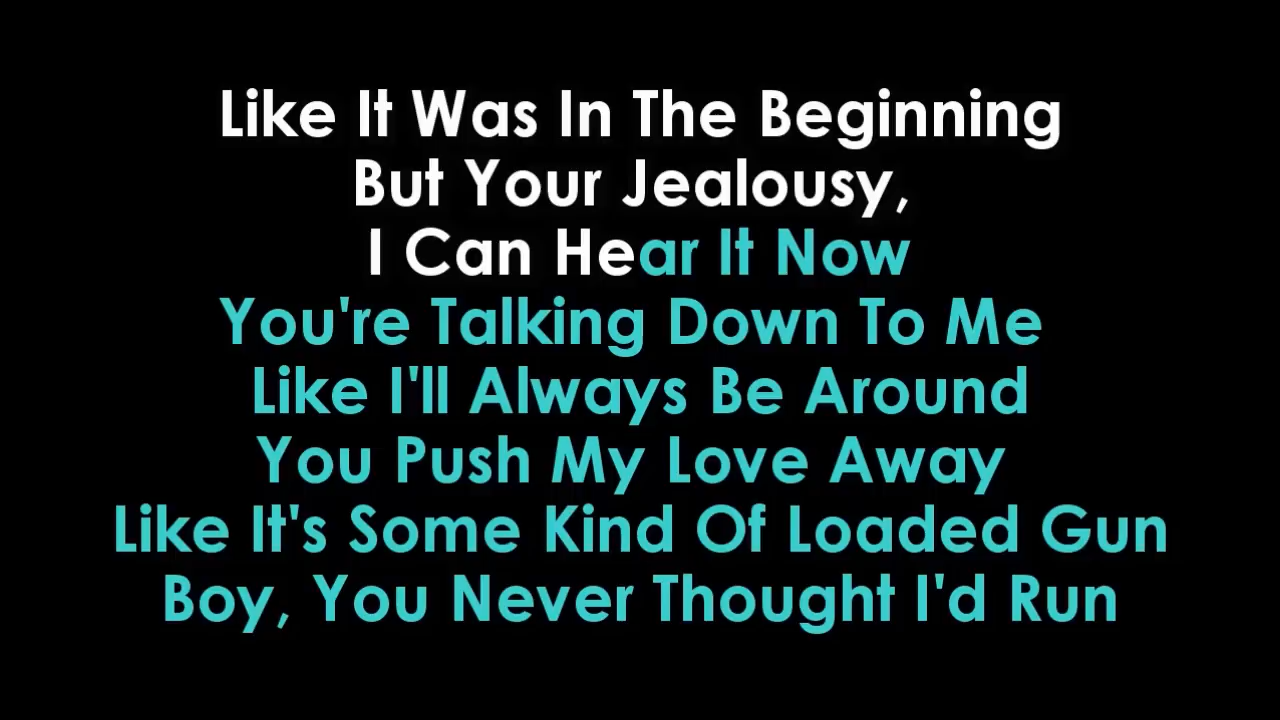 Like It Was In The Beginning
But Your Jealousy,
I Can Hear It Now
You're Talking Down To Me
Like I'll Always Be Around
You Push My Love Away
Like It's Some Kind Of Loaded Gun
Boy, You Never Thought I'd Run